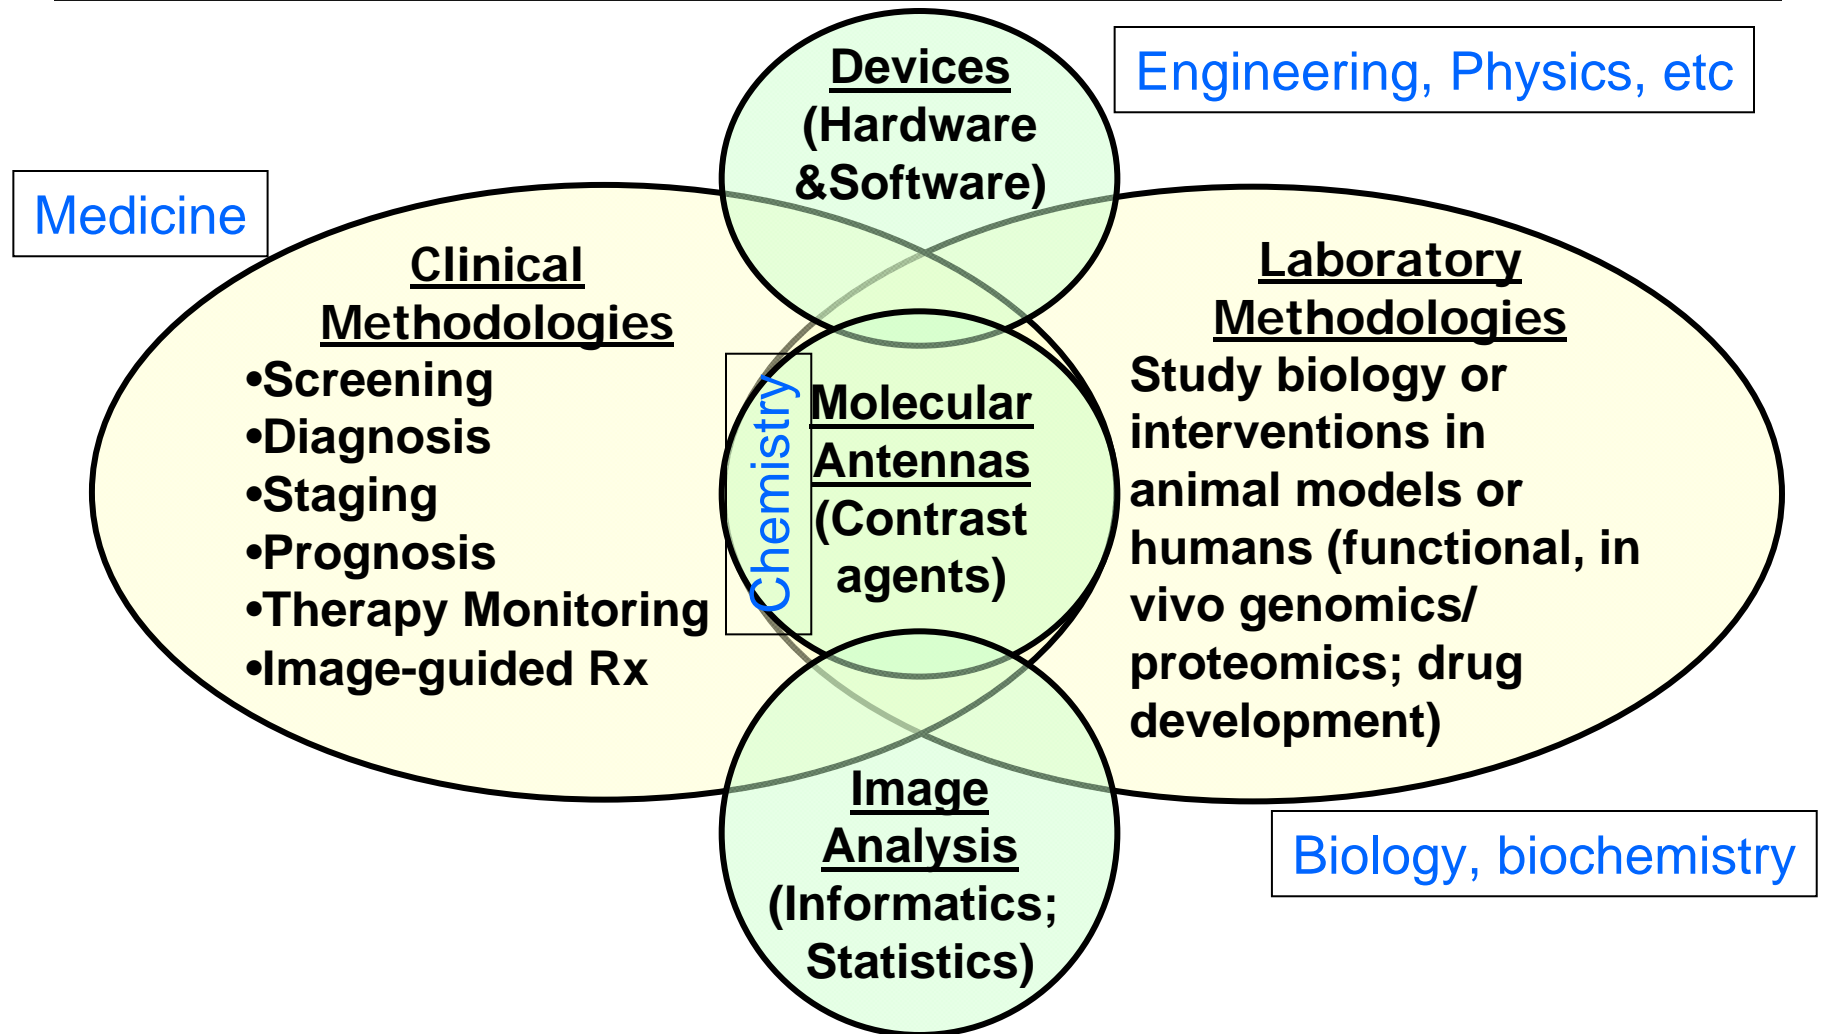 Devices
(Hardware
&Software)
Engineering, Physics, etc
Medicine
Clinical
Methodologies
•Screening
•Diagnosis
•Staging
•Prognosis
•Therapy Monitoring
•Image-guided Rx
Chemistry
Molecular
Antennas
(Contrast
agents)
Laboratory
Methodologies
Study biology or
interventions in
animal models or
humans (functional, in
vivo genomics/
proteomics; drug
development)
Image
Analysis
(Informatics;
Statistics)
Biology, biochemistry